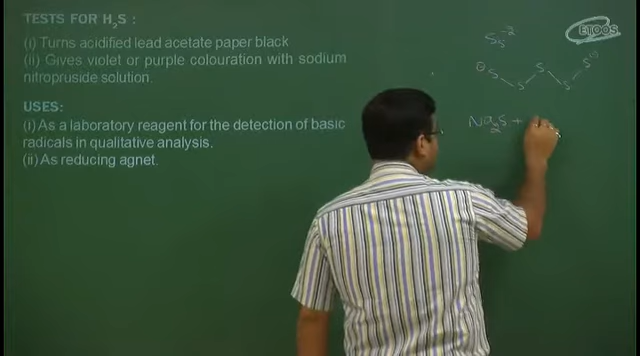 TESTS FOR H₂S :
(i) Turns acidified lead acetate paper black
(ii) Gives violet or purple colouration with sodium
nitropruside solution.
USES:
(i) As a laboratory reagent for the detection of basic
radicals in qualitative analysis.
(ii) As reducing agnet.
S₅⁻²
⊖S S S S S⁽⁻⁾
Na₂S +
ETOOS